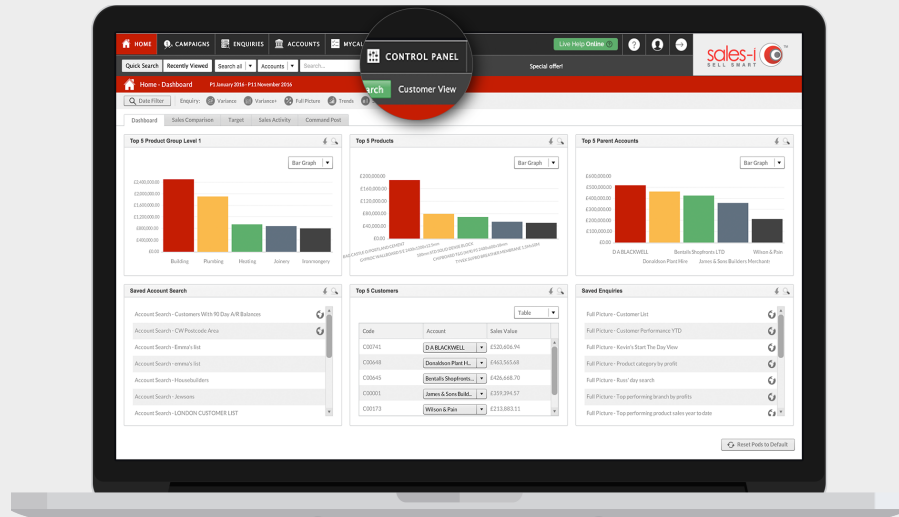 HOME
CAMPAIGNS
ENQUIRIES
ACCOUNTS
MYCAL
CONTROL PANEL
Live Help Online
?
sales-i
SELL SMART
Quick Search
Recently Viewed
Search all
Accounts
Search...
Special offer!
arch
Customer View
Home - Dashboard
P1 January 2016 - P11 November 2016
Date Filter
Enquiry:
Variance
Variance+
Full Picture
Trends
Dashboard
Sales Comparison
Target
Sales Activity
Command Post
Top 5 Product Group Level 1
Bar Graph
£2,400,000.00
£2,000,000.00
£1,600,000.00
£1,200,000.00
£800,000.00
£400,000.00
£0.00
Building
Plumbing
Heating
Joinery
Ironmongery
Top 5 Products
Bar Graph
£200,000.00
£160,000.00
£120,000.00
£80,000.00
£40,000.00
£0.00
Top 5 Parent Accounts
Bar Graph
£600,000.00
£500,000.00
£400,000.00
£300,000.00
£200,000.00
£100,000.00
£0.00
D A BLACKWELL
Bentalls Shopfronts LTD
Wilson & Pain
Donaldson Plant Hire
James & Sons Builders Merchants
Saved Account Search
Account Search - Customers With 90 Day A/R Balances
Account Search - CW Postcode Area
Account Search - Emma's list
Account Search - emma's list
Account Search - Housebuilders
Account Search - Jewsons
Account Search - LONDON CUSTOMER LIST
Top 5 Customers
Table
Code
Account
Sales Value
C00741
D A BLACKWELL
£520,606.94
C00648
Donaldson Plant H...
£463,565.68
C00645
Bentalls Shopfronts...
£426,668.70
C00001
James & Sons Build...
£359,394.57
C00173
Wilson & Pain
£213,883.11
Saved Enquiries
Full Picture - Customer List
Full Picture - Customer Performance YTD
Full Picture - Kevin's Start The Day View
Full Picture - Product category by profit
Full Picture - Russ' day search
Full Picture - Top performing branch by profits
Full Picture - Top performing product sales year to date
Reset Pods to Default